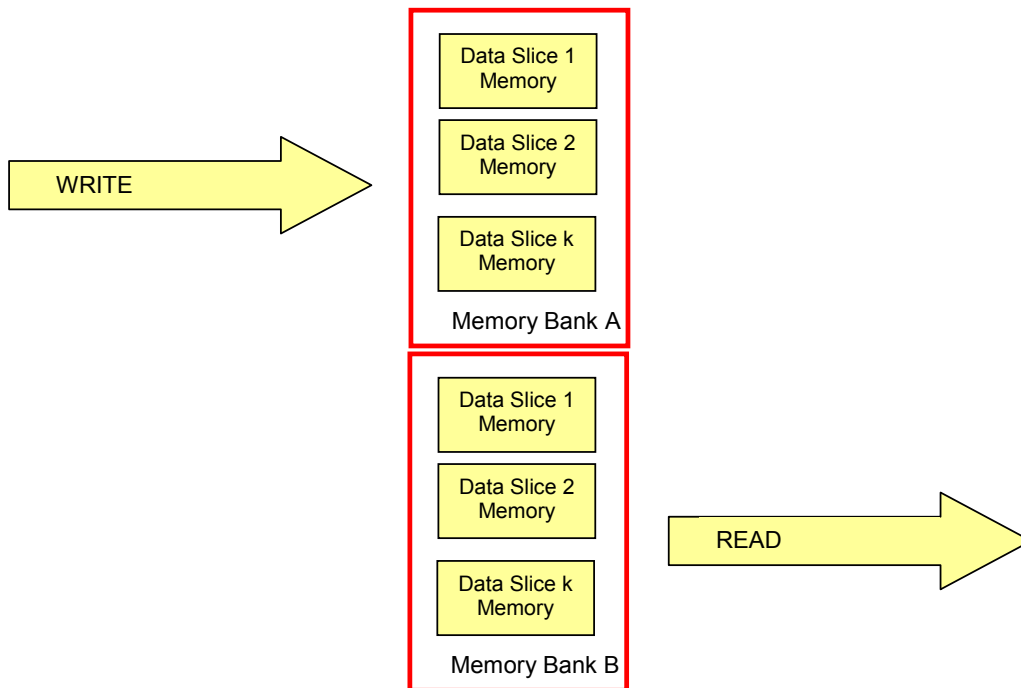 Data Slice 1
Memory
Data Slice 2
Memory
WRITE
Data Slice k
Memory
Memory Bank A
Data Slice 1
Memory
Data Slice 2
Memory
READ
Data Slice k
Memory
Memory Bank B